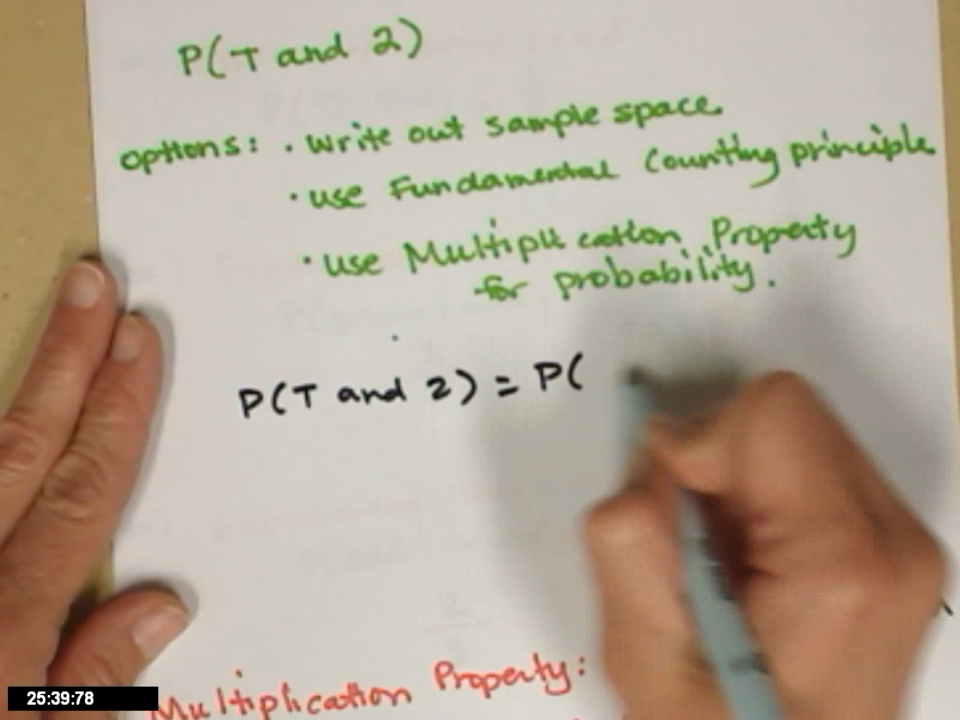 P(T and 2)
options: • Write out sample space
• use Fundamental Counting principle
• use Multiplication Property
for probability.
P(T and 2) = P(
Multiplication Property:
25:39:78